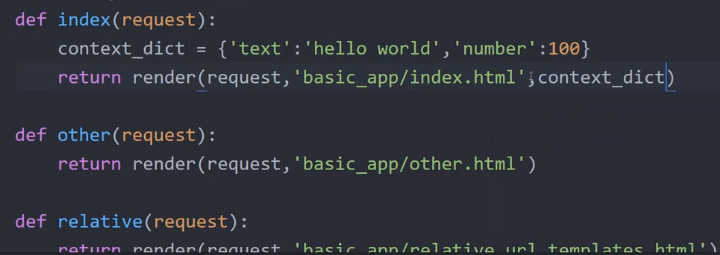 def index(request):
    context_dict = {'text':'hello world','number':100}
    return render(request,'basic_app/index.html',context_dict)
def other(request):
    return render(request,'basic_app/other.html')
def relative(request):
    return render(request,'basic_app/relative_url_templates.html')